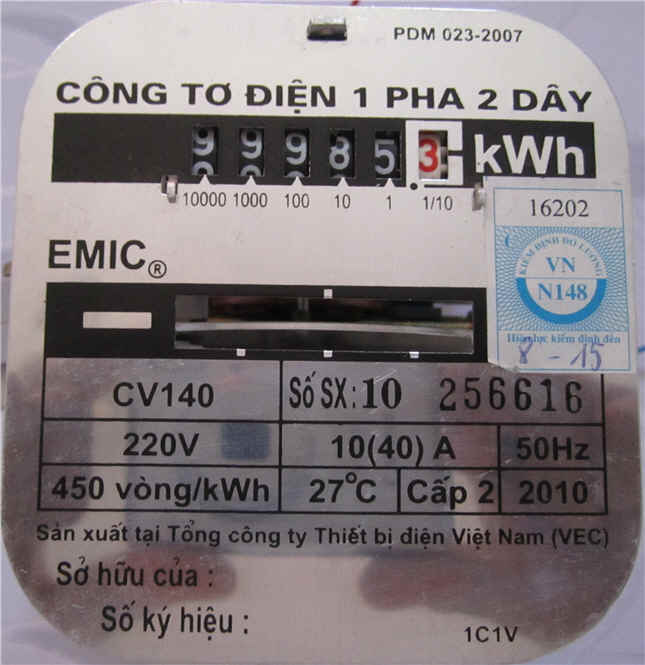 PDM 023-2007
CÔNG TƠ ĐIỆN 1 PHA 2 DÂY
9 9 9 8 5 3 kWh
10000 1000 100 10 1 1/10
16202
KIỂM ĐỊNH ĐO LƯỜNG
VN
N148
Hiệu lực kiểm định đến
8 - 15
EMIC®
CV140 Số SX: 10 256616
220V 10(40) A 50Hz
450 vòng/kWh 27°C Cấp 2 2010
Sản xuất tại Tổng công ty Thiết bị điện Việt Nam (VEC)
Sở hữu của :
Số ký hiệu :
1C1V